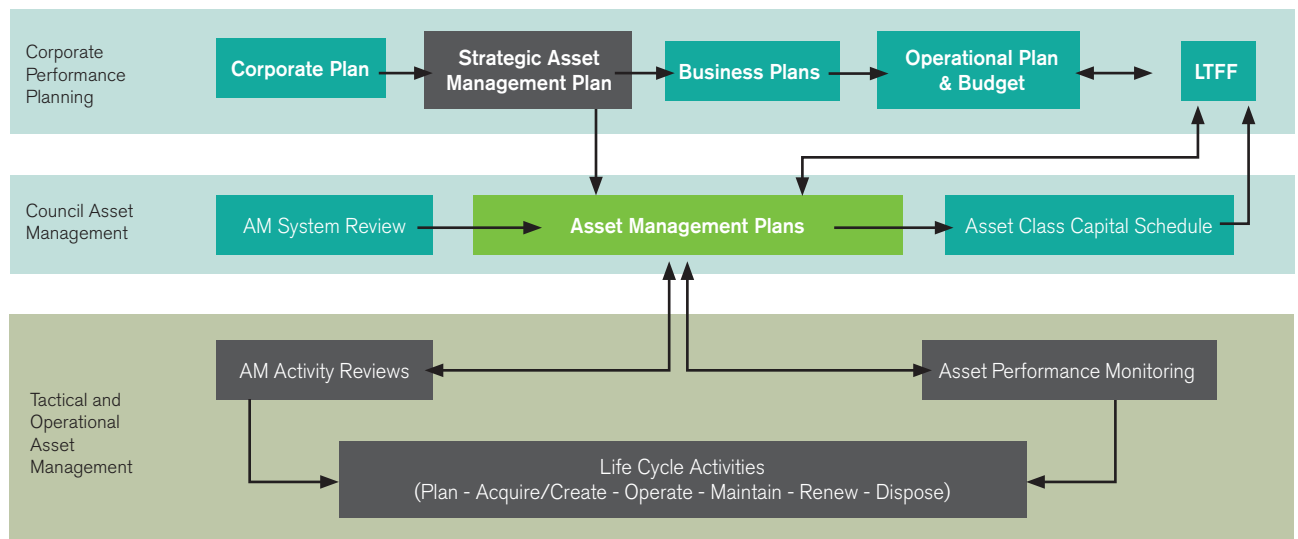 Corporate
Performance
Planning
Corporate Plan
Strategic Asset
Management Plan
Business Plans
Operational Plan
& Budget
LTFF
Council Asset
Management
AM System Review
Asset Management Plans
Asset Class Capital Schedule
Tactical and
Operational
Asset
Management
AM Activity Reviews
Asset Performance Monitoring
Life Cycle Activities
(Plan - Acquire/Create - Operate - Maintain - Renew - Dispose)